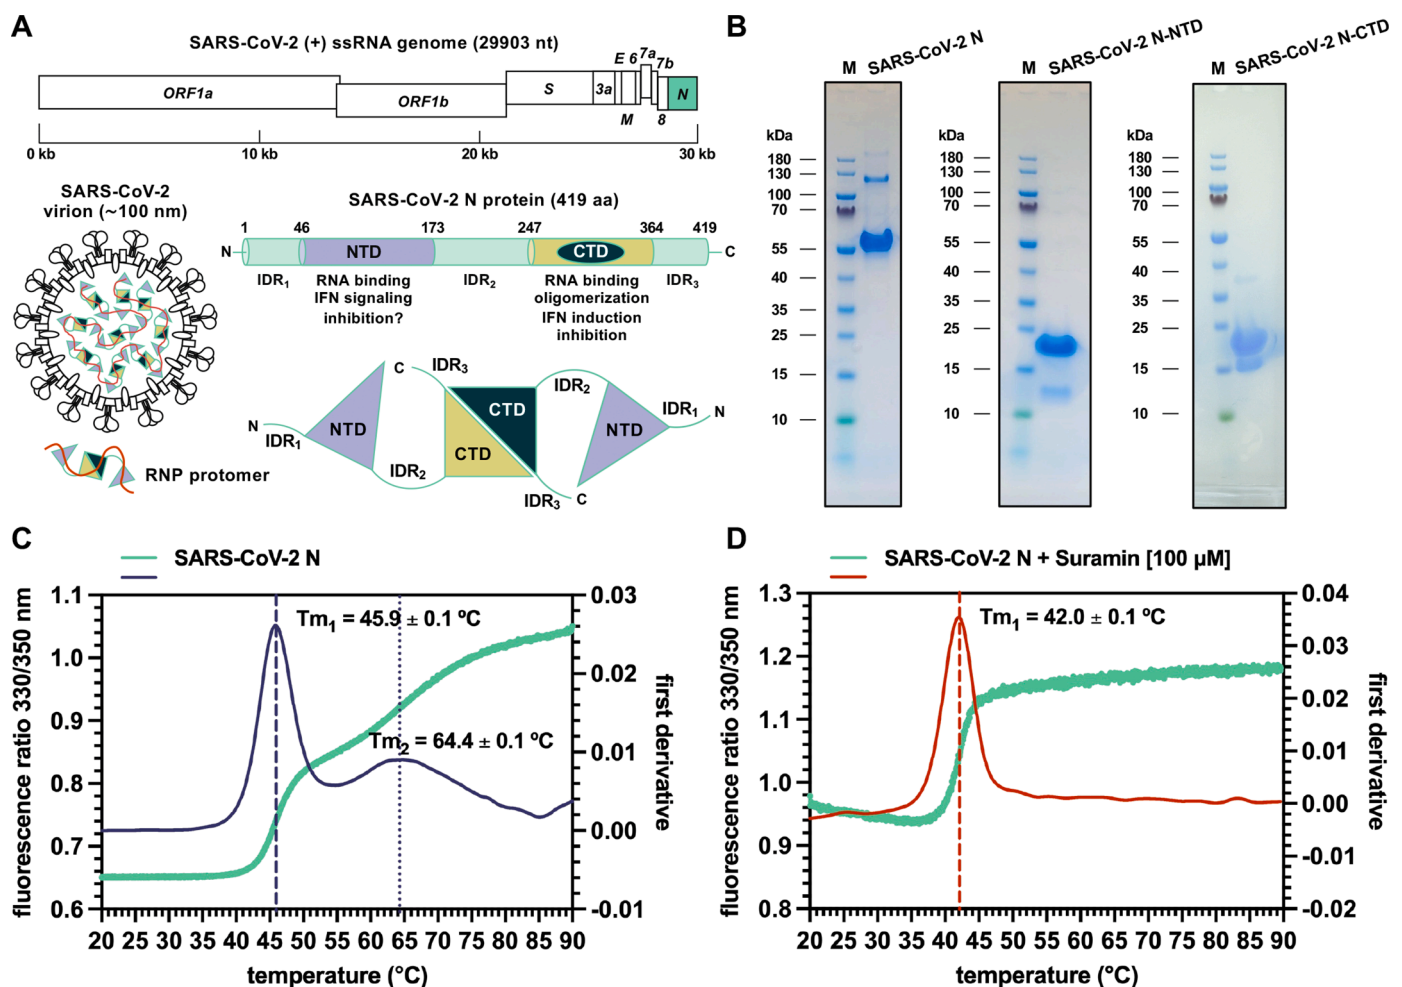 A
SARS-CoV-2 (+) ssRNA genome (29903 nt)
E 6 7a 7b
ORF1a
ORF1b
S
3a
N
M
8
0 kb
10 kb
20 kb
30 kb
SARS-CoV-2
virion (~100 nm)
SARS-CoV-2 N protein (419 aa)
1 46 173 247 364 419
N NTD CTD C
IDR1
IDR2
IDR3
RNA binding
IFN signaling
inhibition?
RNA binding
oligomerization
IFN induction
inhibition
C IDR3
IDR2
CTD
IDR1 N
N
IDR1
NTD
CTD
NTD
IDR2
IDR3 C
RNP protomer
B
M SARS-CoV-2 N
kDa
180
130
100
70
55
40
35
25
15
10
M SARS-CoV-2 N-NTD
kDa
180
130
100
70
55
40
35
25
15
10
M SARS-CoV-2 N-CTD
kDa
180
130
100
70
55
40
35
25
15
10
C
SARS-CoV-2 N
Tm1 = 45.9 ± 0.1 ºC
Tm2 = 64.4 ± 0.1 ºC
fluorescence ratio 330/350 nm
1.1
1.0
0.9
0.8
0.7
0.6
first derivative
0.03
0.02
0.01
0.00
-0.01
20 25 30 35 40 45 50 55 60 65 70 75 80 85 90
temperature (°C)
D
SARS-CoV-2 N + Suramin [100 µM]
Tm1 = 42.0 ± 0.1 ºC
fluorescence ratio 330/350 nm
1.3
1.2
1.1
1.0
0.9
0.8
first derivative
0.04
0.03
0.02
0.01
0.00
-0.01
-0.02
20 25 30 35 40 45 50 55 60 65 70 75 80 85 90
temperature (°C)